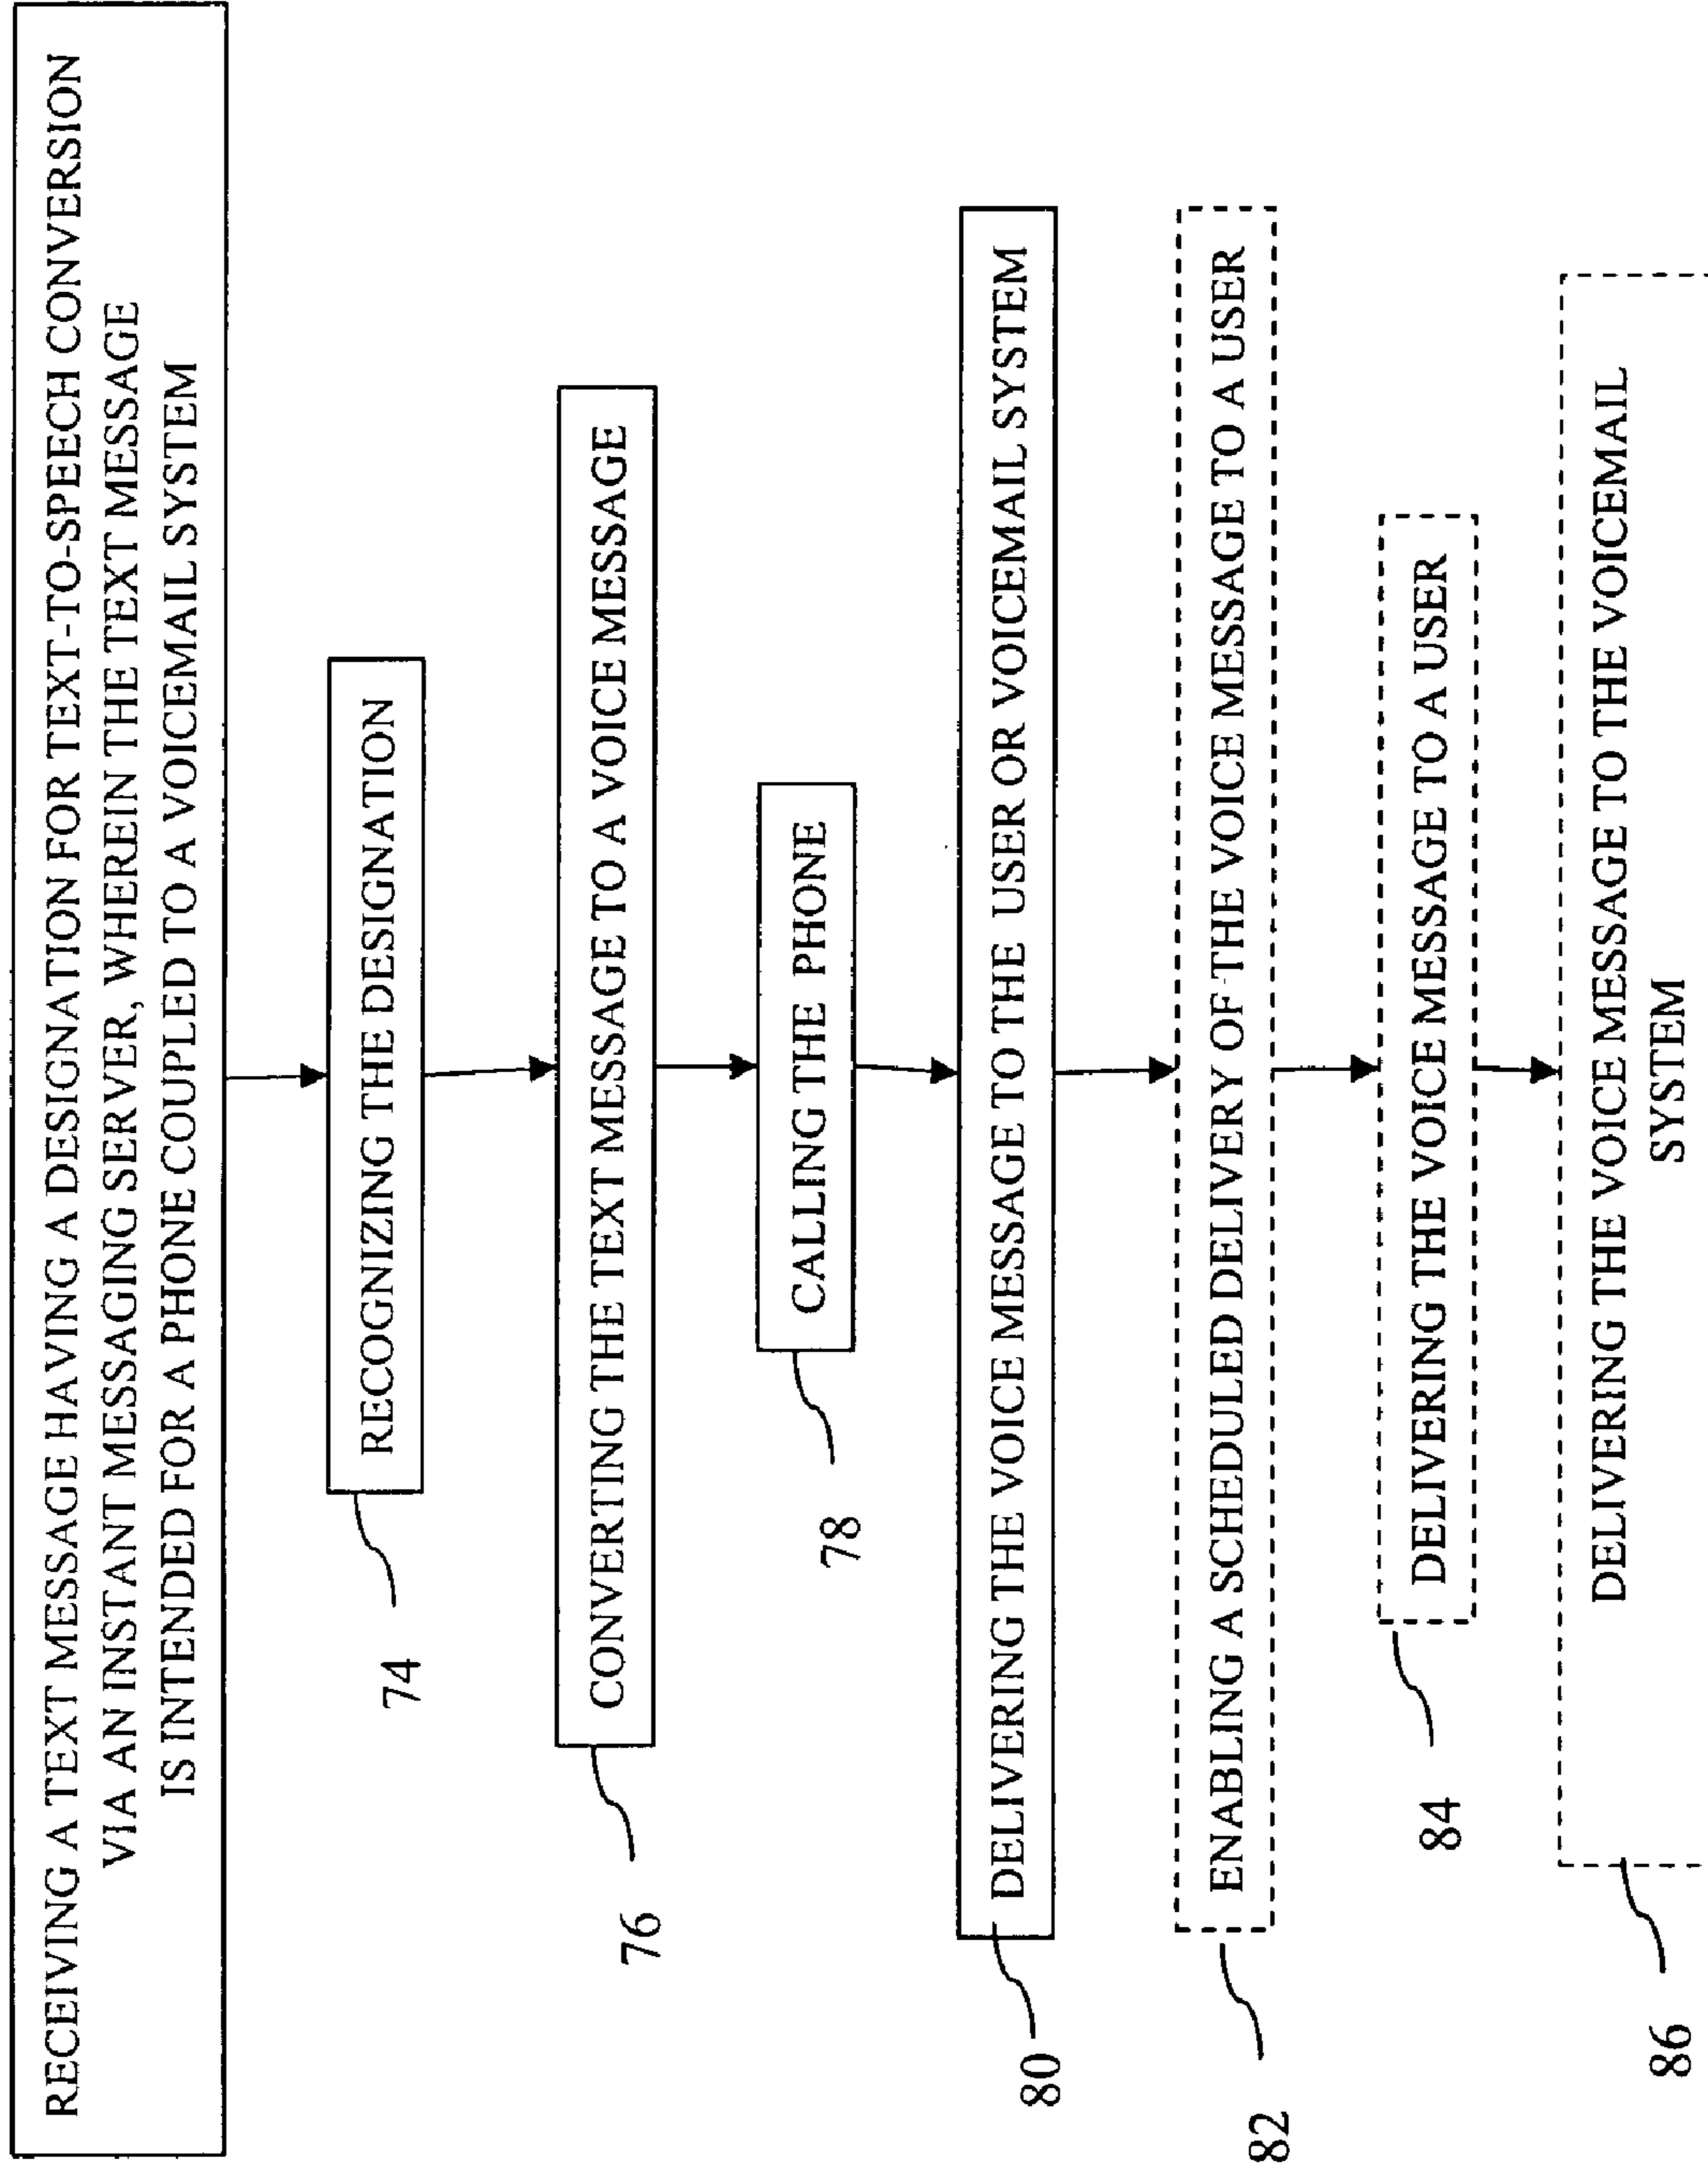 RECEIVING A TEXT MESSAGE HAVING A DESIGNATION FOR TEXT-TO-SPEECH CONVERSION
VIA AN INSTANT MESSAGING SERVER, WHEREIN THE TEXT MESSAGE
IS INTENDED FOR A PHONE COUPLED TO A VOICEMAIL SYSTEM
RECOGNIZING THE DESIGNATION
74
CONVERTING THE TEXT MESSAGE TO A VOICE MESSAGE
76
CALLING THE PHONE
78
DELIVERING THE VOICE MESSAGE TO THE USER OR VOICEMAIL SYSTEM
80
ENABLING A SCHEDULED DELIVERY OF THE VOICE MESSAGE TO A USER
82
DELIVERING THE VOICE MESSAGE TO A USER
84
DELIVERING THE VOICE MESSAGE TO THE VOICEMAIL
SYSTEM
86